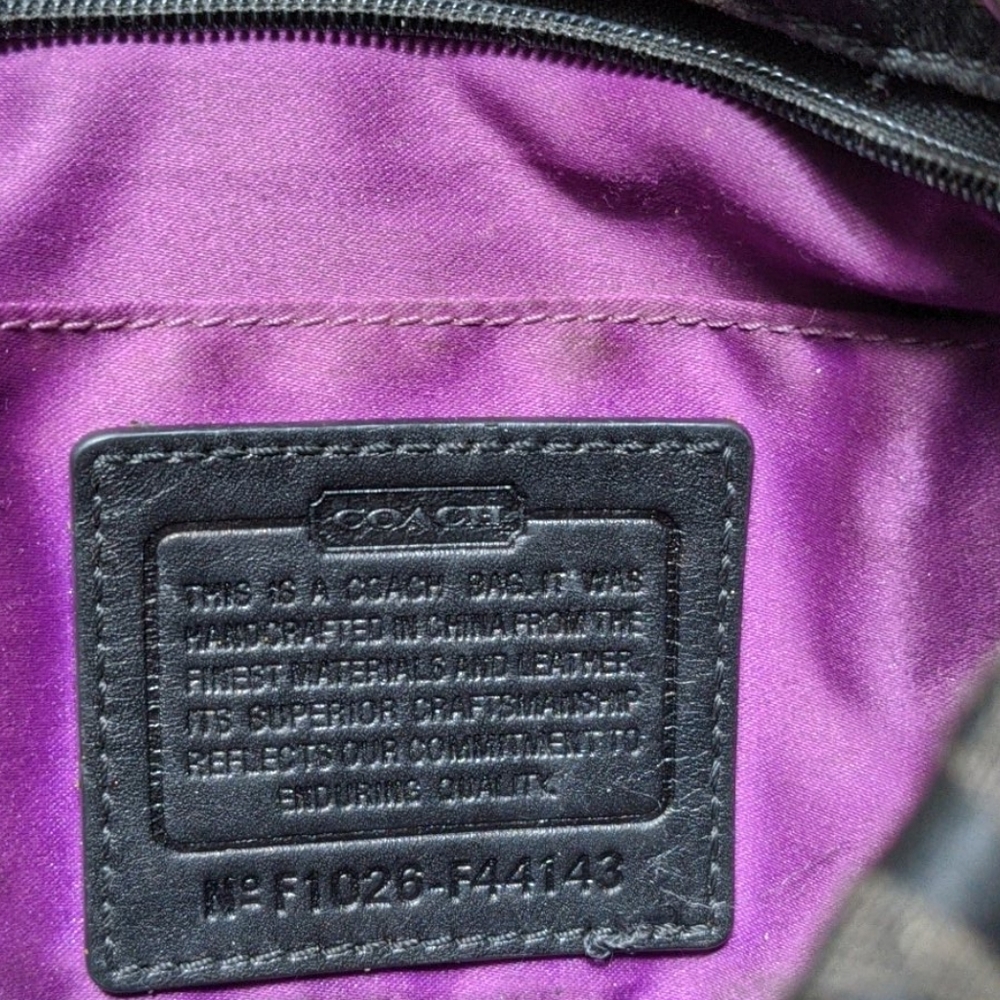 COACH
THIS IS A COACH BAG. IT WAS
HANDCRAFTED IN CHINA FROM THE
FINEST MATERIALS AND LEATHER.
ITS SUPERIOR CRAFTSMANSHIP
REFLECTS OUR COMMITMENT TO
ENDURING QUALITY.
Nº F1026-F44143